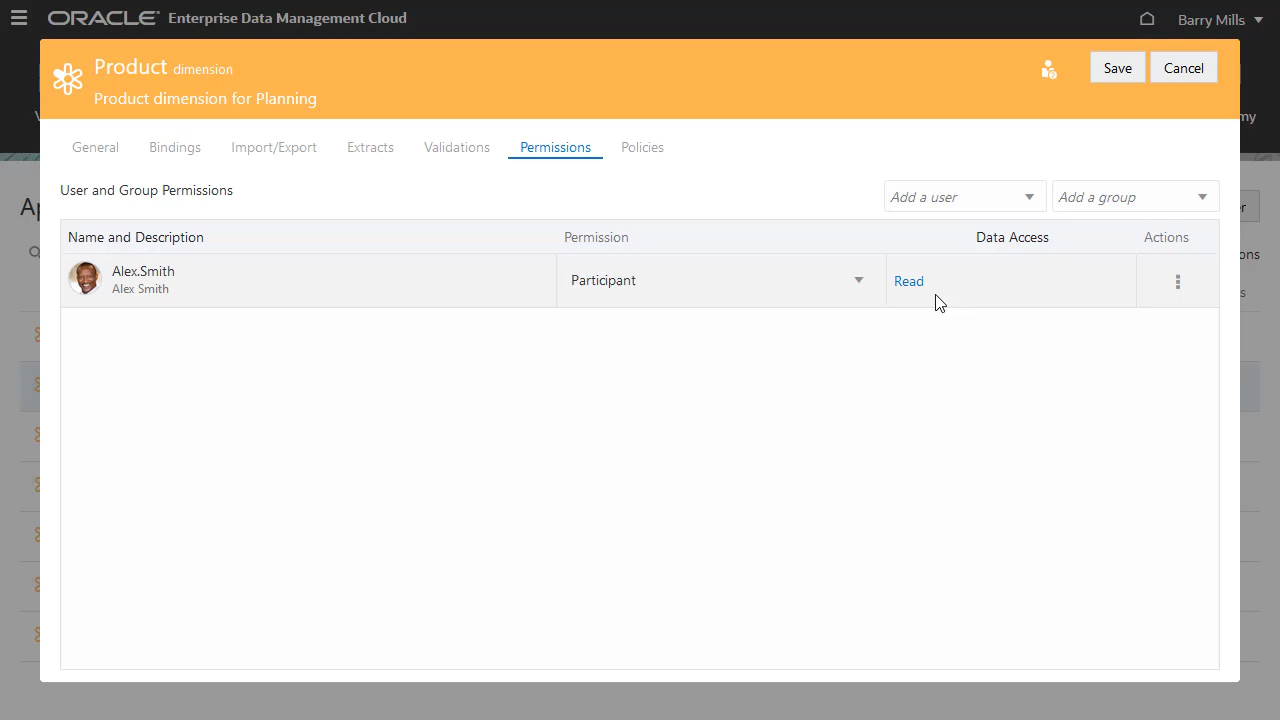 ORACLE® Enterprise Data Management Cloud
Barry Mills
Product dimension
Product dimension for Planning
Save
Cancel
General
Bindings
Import/Export
Extracts
Validations
Permissions
Policies
User and Group Permissions
Add a user
Add a group
Name and Description
Permission
Data Access
Actions
Alex.Smith
Alex Smith
Participant
Read